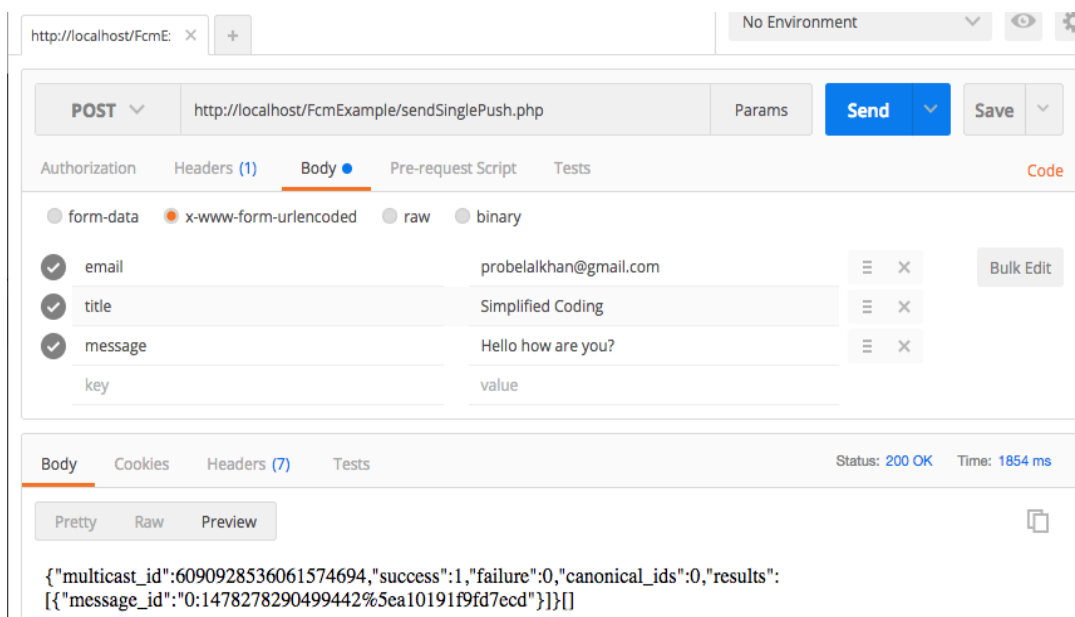 http://localhost/FcmE:
No Environment
POST http://localhost/FcmExample/sendSinglePush.php Params Send Save
Authorization Headers (1) Body Pre-request Script Tests Code
form-data x-www-form-urlencoded raw binary
email probelalkhan@gmail.com Bulk Edit
title Simplified Coding
message Hello how are you?
key value
Body Cookies Headers (7) Tests Status: 200 OK Time: 1854 ms
Pretty Raw Preview
{"multicast_id":6090928536061574694,"success":1,"failure":0,"canonical_ids":0,"results":
[{"message_id":"0:1478278290499442%5ea10191f9fd7ecd"}]}[]